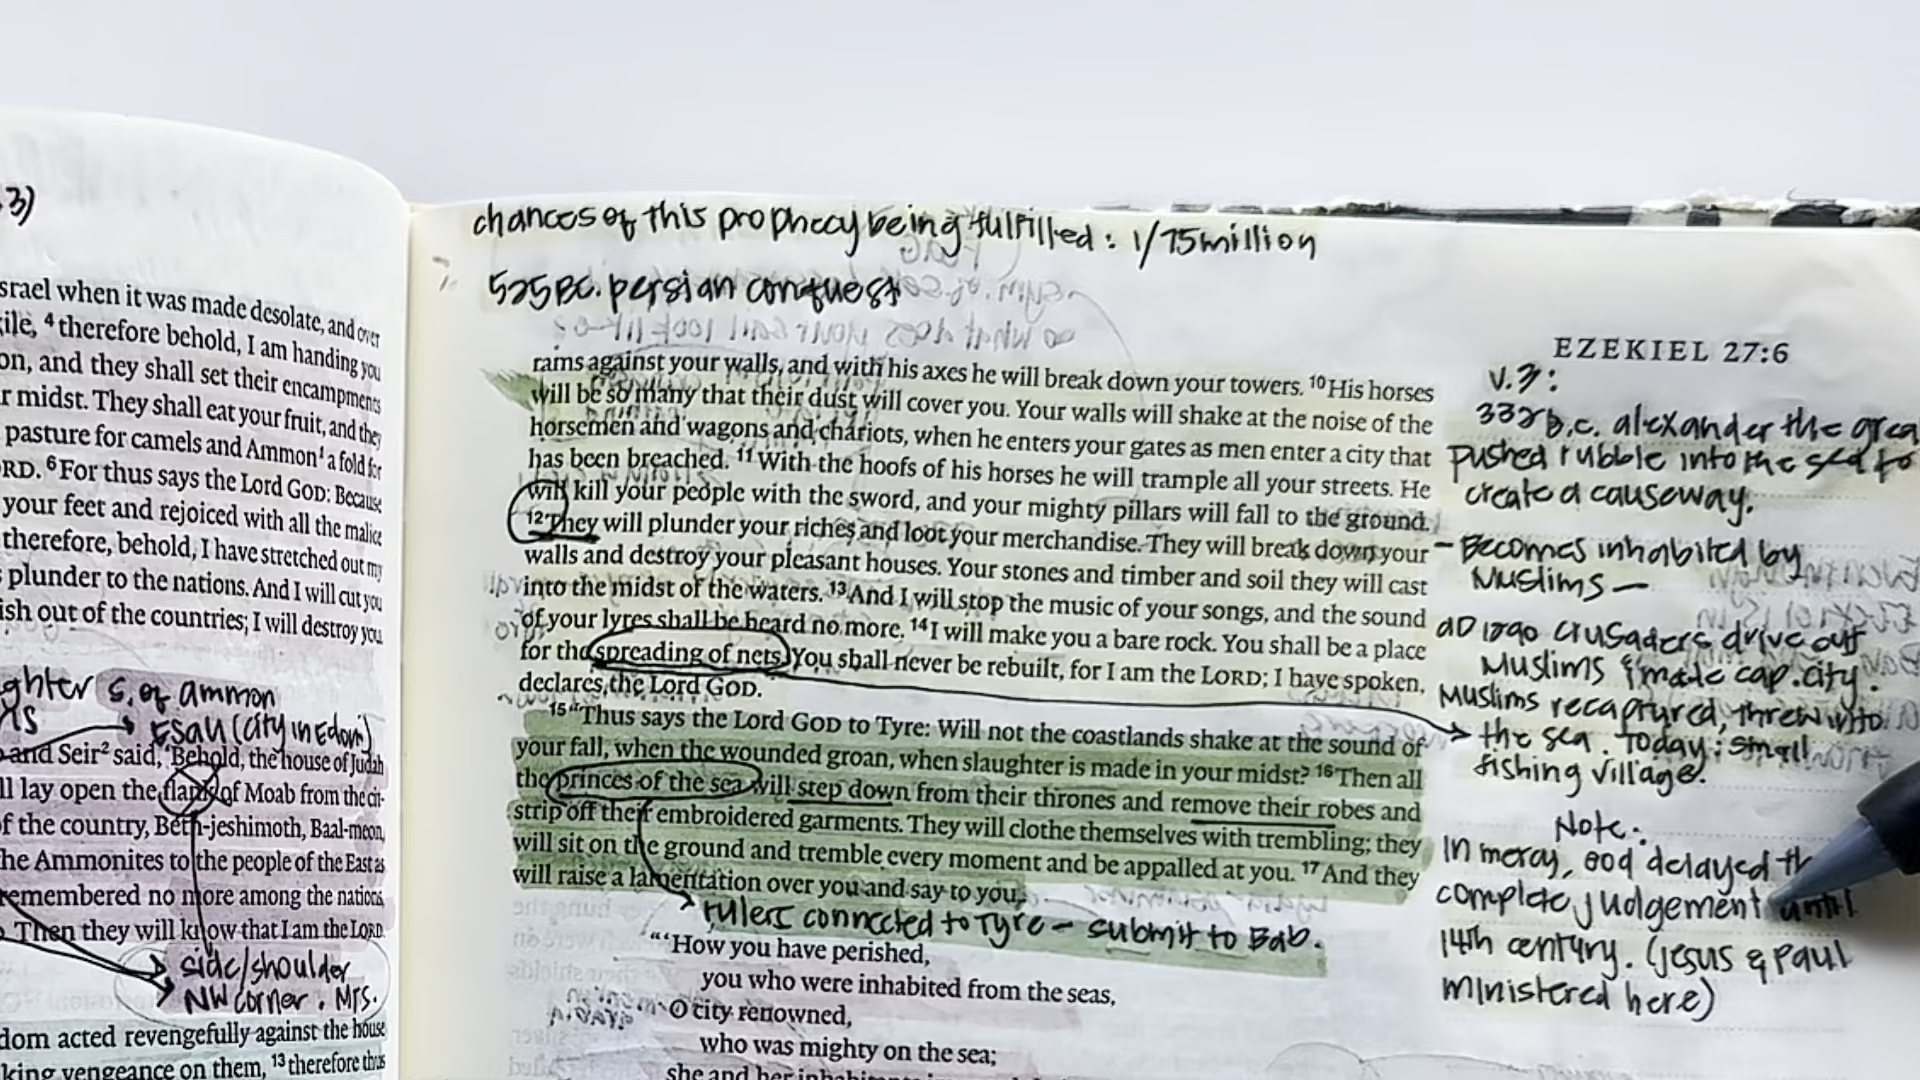 3)
srael when it was made desolate, and over
ile, 4 therefore behold, I am handing you
on, and they shall set their encampments
r midst. They shall eat your fruit, and they
pasture for camels and Ammon1 a fold for
RD. 6 For thus says the Lord GOD: Because
your feet and rejoiced with all the malice
therefore, behold, I have stretched out my
s plunder to the nations. And I will cut you
ish out of the countries; I will destroy you
ghter S. of ammon
Esau (city in Edom)
and Seir2 said, 'Behold, the house of Judah
ll lay open the flank of Moab from the cit-
f the country, Beth-jeshimoth, Baal-meon,
he Ammonites to the people of the East as
emembered no more among the nations,
Then they will know that I am the LORD.
side/shoulder
NW corner: Mts.
dom acted revengefully against the house
king vengeance on them, 13 therefore thus
chances of this prophecy being fulfilled: 1/75million
525BC. persian conquest
EZEKIEL 27:6
rams against your walls, and with his axes he will break down your towers. 10 His horses
will be so many that their dust will cover you. Your walls will shake at the noise of the
horsemen and wagons and chariots, when he enters your gates as men enter a city that
has been breached. 11 With the hoofs of his horses he will trample all your streets. He
will kill your people with the sword, and your mighty pillars will fall to the ground.
12 They will plunder your riches and loot your merchandise. They will break down your
walls and destroy your pleasant houses. Your stones and timber and soil they will cast
into the midst of the waters. 13 And I will stop the music of your songs, and the sound
of your lyres shall be heard no more. 14 I will make you a bare rock. You shall be a place
for the spreading of nets. You shall never be rebuilt, for I am the LORD; I have spoken,
declares the Lord GOD.
15 "Thus says the Lord GOD to Tyre: Will not the coastlands shake at the sound of
your fall, when the wounded groan, when slaughter is made in your midst? 16 Then all
the princes of the sea will step down from their thrones and remove their robes and
strip off their embroidered garments. They will clothe themselves with trembling; they
will sit on the ground and tremble every moment and be appalled at you. 17 And they
will raise a lamentation over you and say to you,
rulers connected to Tyre – submit to Bab.
"'How you have perished,
you who were inhabited from the seas,
O city renowned,
who was mighty on the sea;
she and her
v.3:
332 b.c. alexander the grea
pushed rubble into the sea to
create a causeway.
- Becomes inhabited by
Muslims –
AD 1290 crusaders drive out
Muslims & make cap. city.
Muslims recaptured, threw into
the sea. Today: small
fishing village.
Note:
In mercy, God delayed th
complete judgement until
14th century. (Jesus & Paul
ministered here)